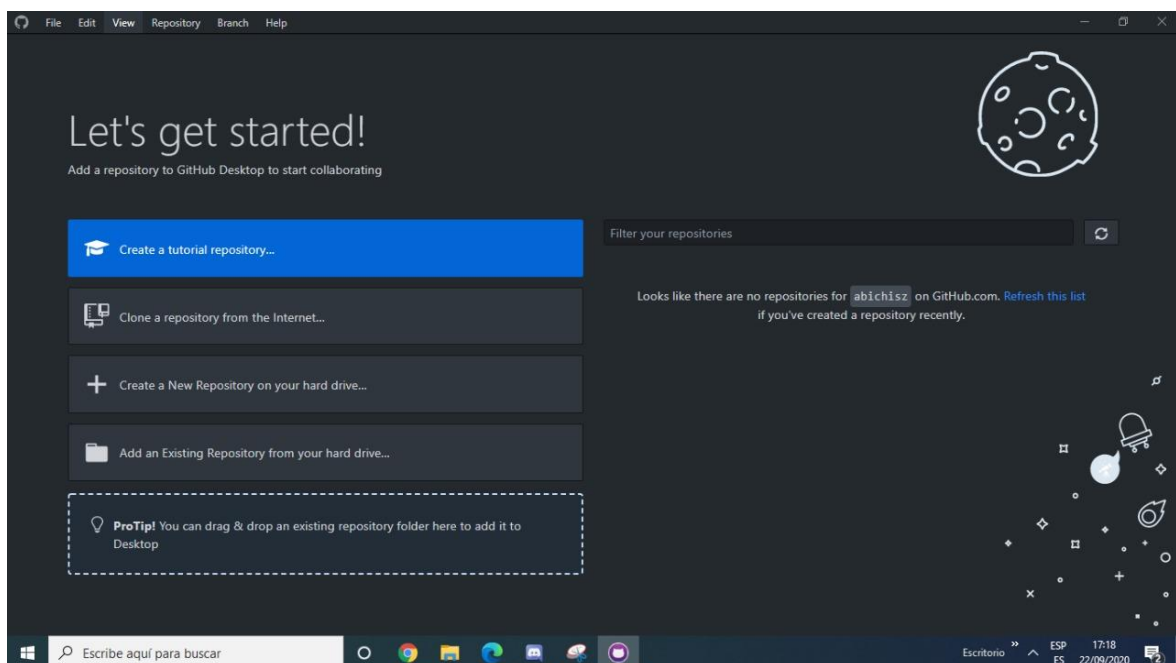 File Edit View Repository Branch Help
Let's get started!
Add a repository to GitHub Desktop to start collaborating
Create a tutorial repository...
Clone a repository from the Internet...
Create a New Repository on your hard drive...
Add an Existing Repository from your hard drive...
ProTip! You can drag & drop an existing repository folder here to add it to
Desktop
Filter your repositories
Looks like there are no repositories for abichisz on GitHub.com. Refresh this list
if you've created a repository recently.
Escribe aquí para buscar
Escritorio
ESP
ES
17:18
22/09/2020
2